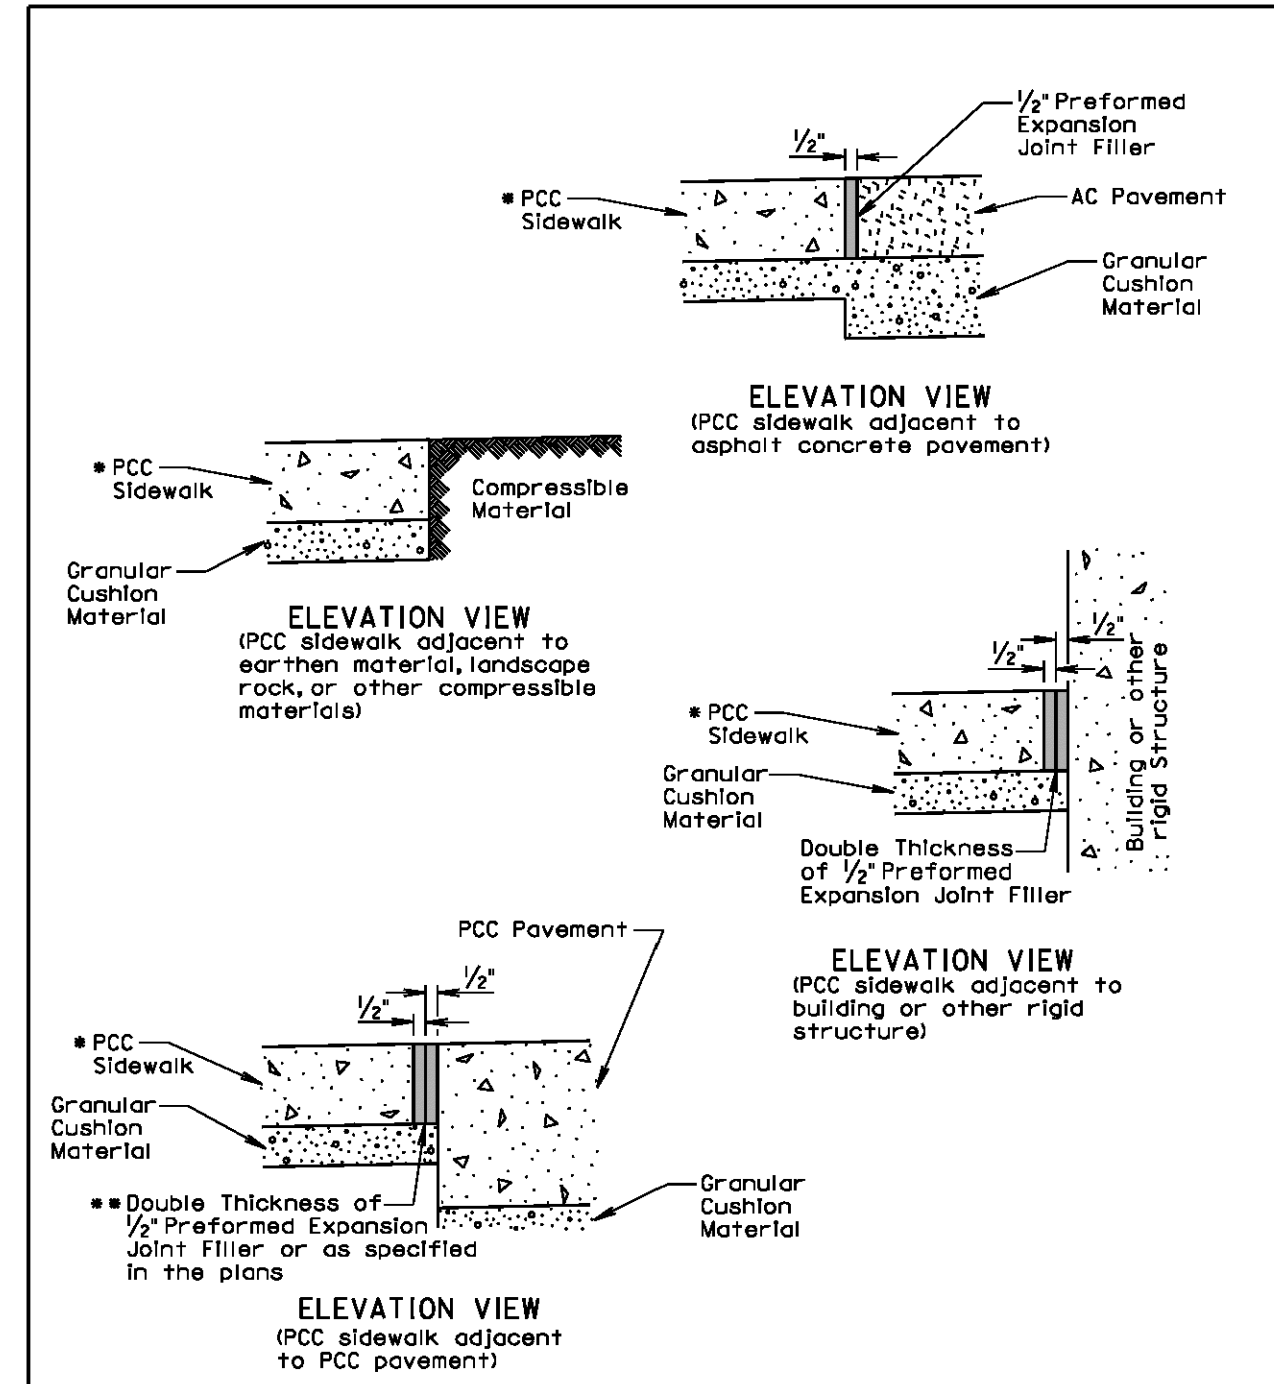 1/2" Preformed
Expansion
Joint Filler
1/2"
* PCC
Sidewalk
AC Pavement
Granular
Cushion
Material
ELEVATION VIEW
(PCC sidewalk adjacent to
asphalt concrete pavement)
* PCC
Sidewalk
Compressible
Material
Granular
Cushion
Material
ELEVATION VIEW
(PCC sidewalk adjacent to
earthen material, landscape
rock, or other compressible
materials)
1/2"
1/2"
Building or other
rigid Structure
* PCC
Sidewalk
Granular
Cushion
Material
Double Thickness
of 1/2" Preformed
Expansion Joint Filler
ELEVATION VIEW
(PCC sidewalk adjacent to
building or other rigid
structure)
PCC Pavement
1/2"
1/2"
* PCC
Sidewalk
Granular
Cushion
Material
** Double Thickness of
1/2" Preformed Expansion
Joint Filler or as specified
in the plans
Granular
Cushion
Material
ELEVATION VIEW
(PCC sidewalk adjacent
to PCC pavement)